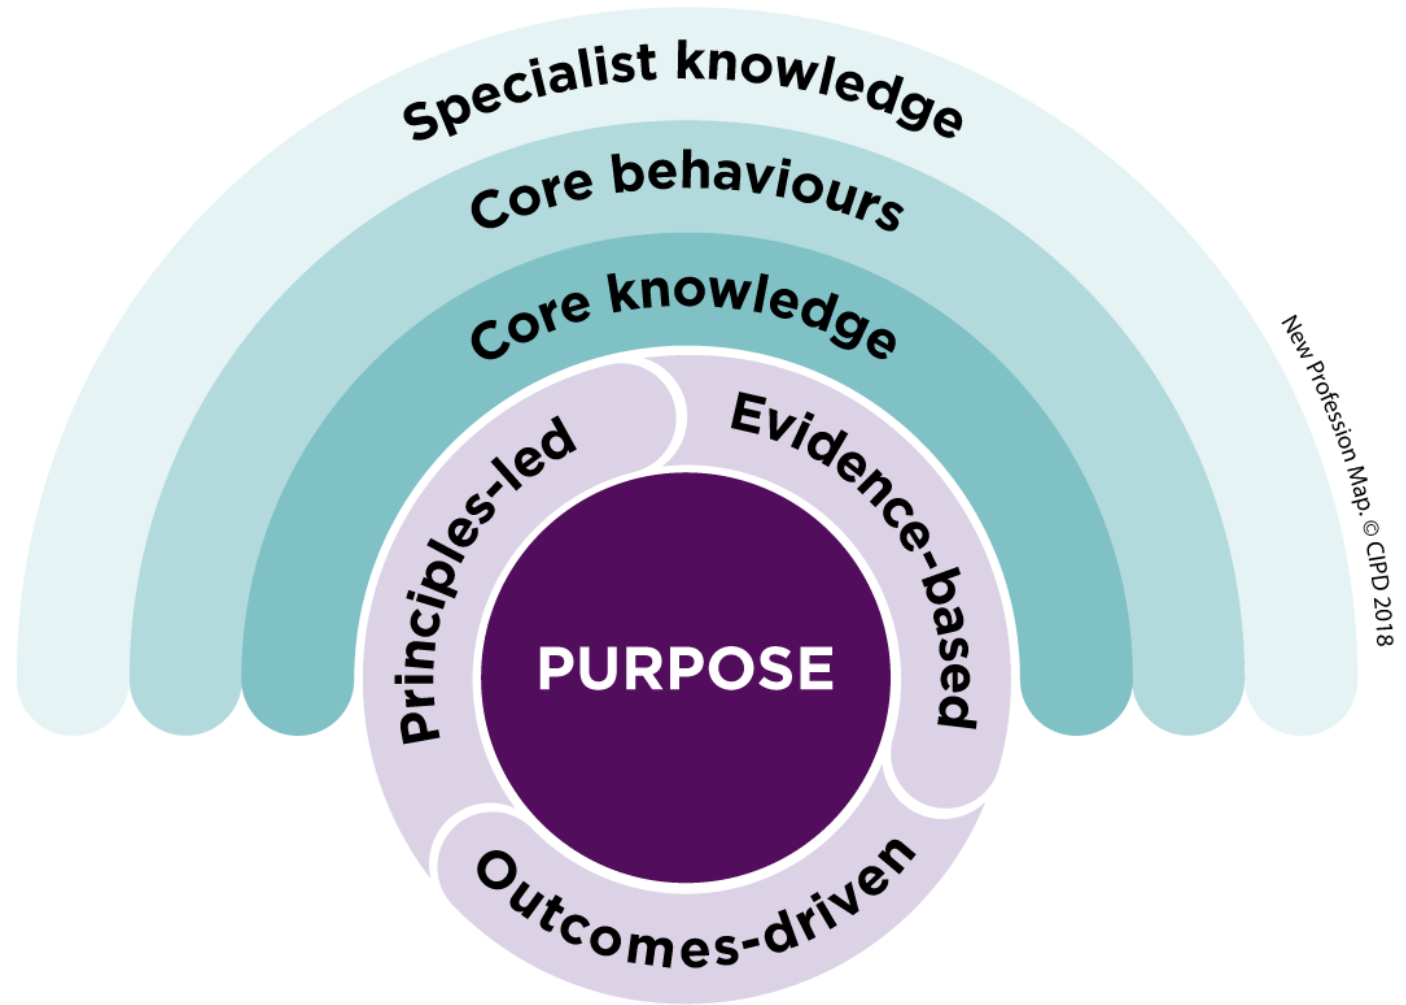 Specialist knowledge
Core behaviours
Core knowledge
Principles-led
Evidence-based
PURPOSE
Outcomes-driven
New Profession Map. © CIPD 2018